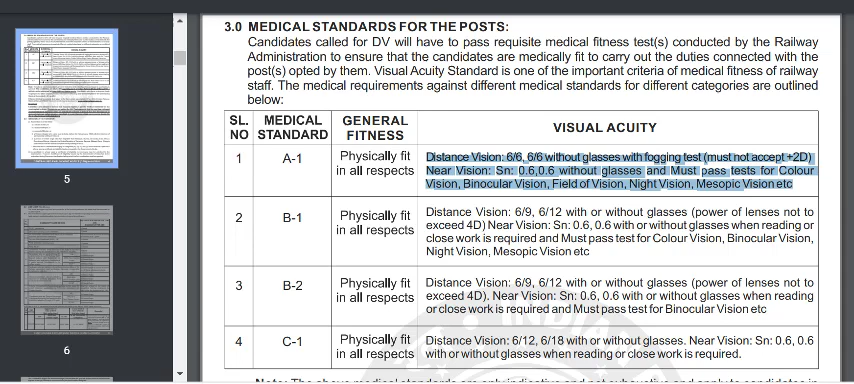 3.0 MEDICAL STANDARDS FOR THE POSTS:
Candidates called for DV will have to pass requisite medical fitness test(s) conducted by the Railway
Administration to ensure that the candidates are medically fit to carry out the duties connected with the
post(s) opted by them. Visual Acuity Standard is one of the important criteria of medical fitness of railway
staff. The medical requirements against different medical standards for different categories are outlined
below:
SL. NO MEDICAL STANDARD GENERAL FITNESS VISUAL ACUITY
1 A-1 Physically fit in all respects
Distance Vision: 6/6, 6/6 without glasses with fogging test (must not accept +2D)
Near Vision: Sn: 0.6,0.6 without glasses and Must pass tests for Colour
Vision, Binocular Vision, Field of Vision, Night Vision, Mesopic Vision etc
2 B-1 Physically fit in all respects
Distance Vision: 6/9, 6/12 with or without glasses (power of lenses not to
exceed 4D) Near Vision: Sn: 0.6, 0.6 with or without glasses when reading or
close work is required and Must pass test for Colour Vision, Binocular Vision,
Night Vision, Mesopic Vision etc
3 B-2 Physically fit in all respects
Distance Vision: 6/9, 6/12 with or without glasses (power of lenses not to
exceed 4D). Near Vision: Sn: 0.6, 0.6 with or without glasses when reading
or close work is required and Must pass test for Binocular Vision etc
4 C-1 Physically fit in all respects
Distance Vision: 6/12, 6/18 with or without glasses. Near Vision: Sn: 0.6, 0.6
with or without glasses when reading or close work is required.
5
6